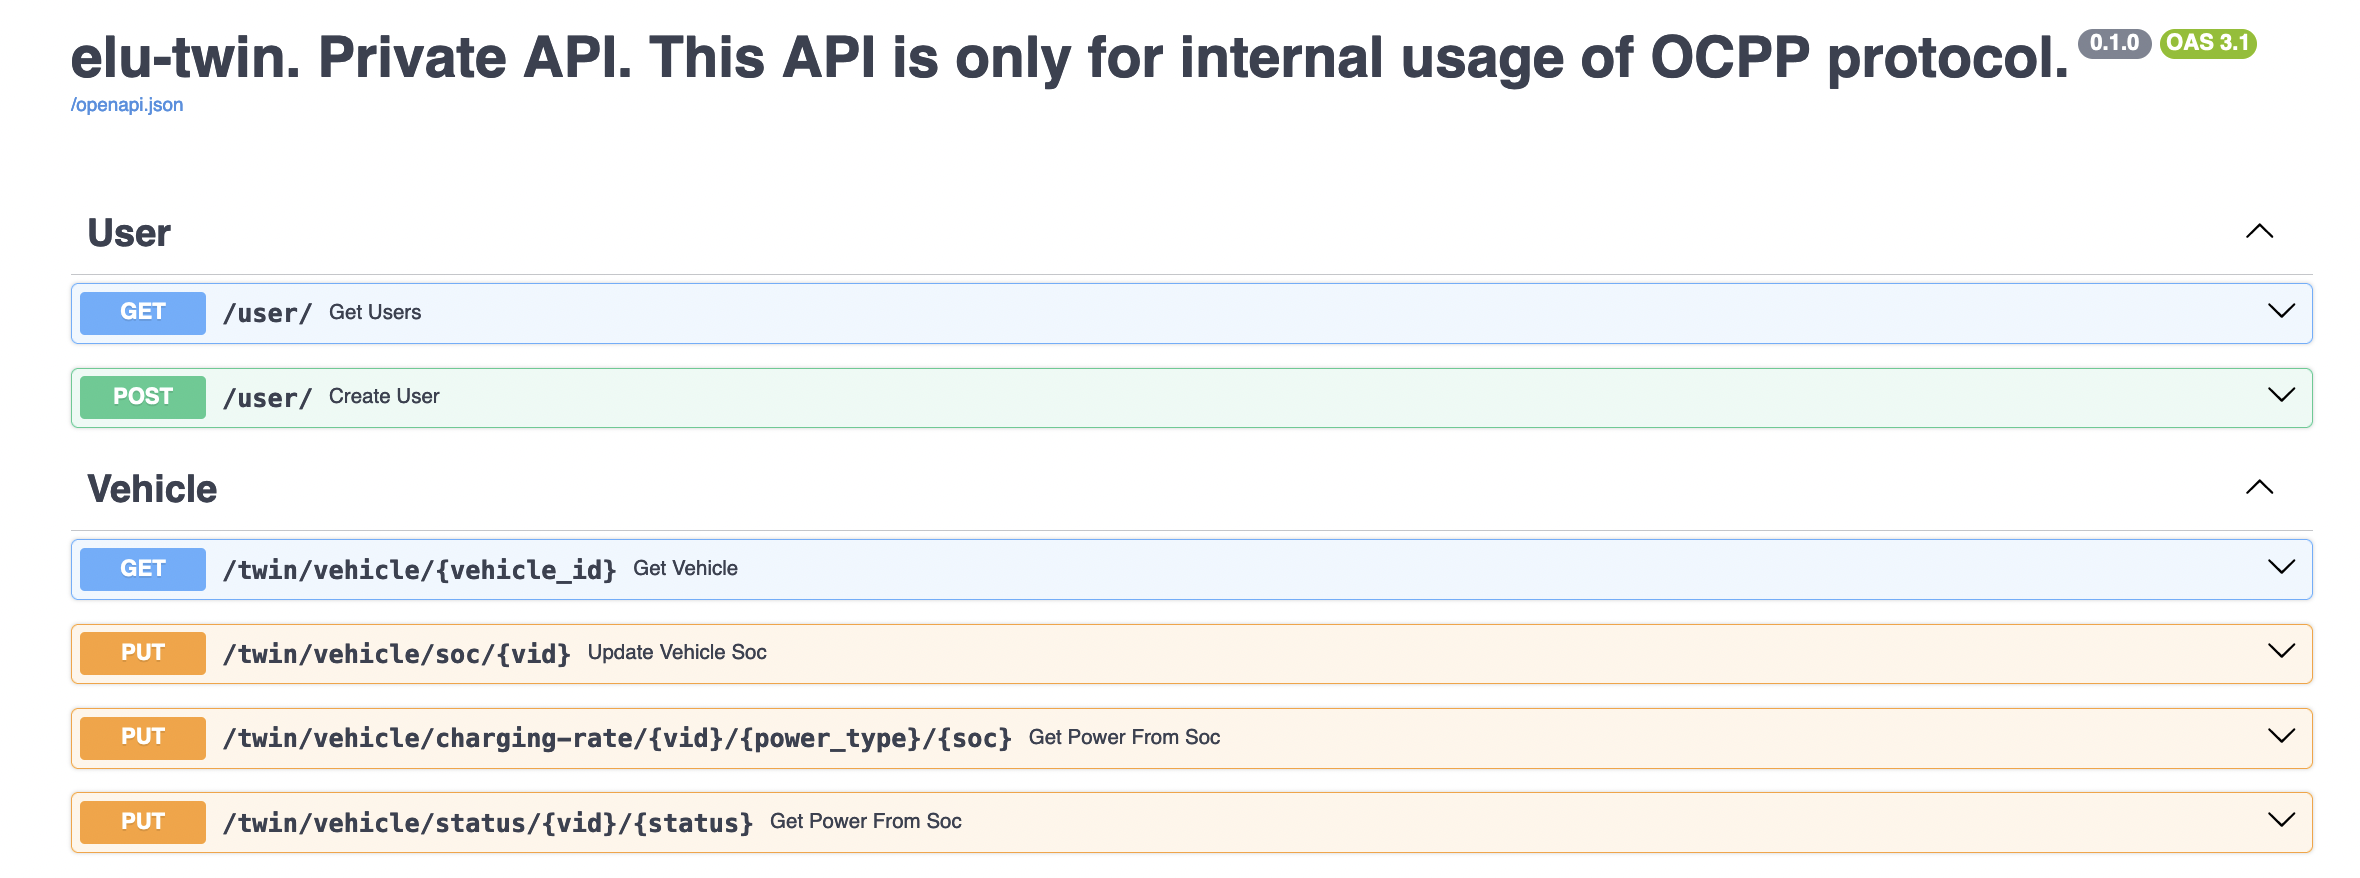 elu-twin. Private API. This API is only for internal usage of OCPP protocol. 0.1.0 OAS 3.1
/openapi.json
User
GET /user/ Get Users
POST /user/ Create User
Vehicle
GET /twin/vehicle/{vehicle_id} Get Vehicle
PUT /twin/vehicle/soc/{vid} Update Vehicle Soc
PUT /twin/vehicle/charging-rate/{vid}/{power_type}/{soc} Get Power From Soc
PUT /twin/vehicle/status/{vid}/{status} Get Power From Soc